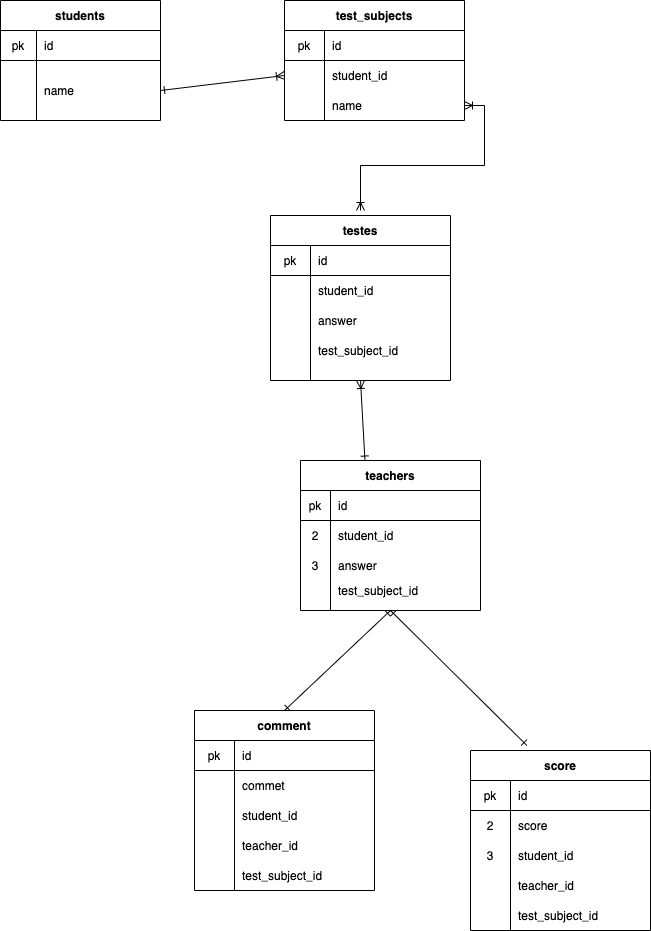 students
pk id
name
test_subjects
pk id
student_id
name
testes
pk id
student_id
answer
test_subject_id
teachers
pk id
2 student_id
3 answer
test_subject_id
comment
pk id
commet
student_id
teacher_id
test_subject_id
score
pk id
2 score
3 student_id
teacher_id
test_subject_id